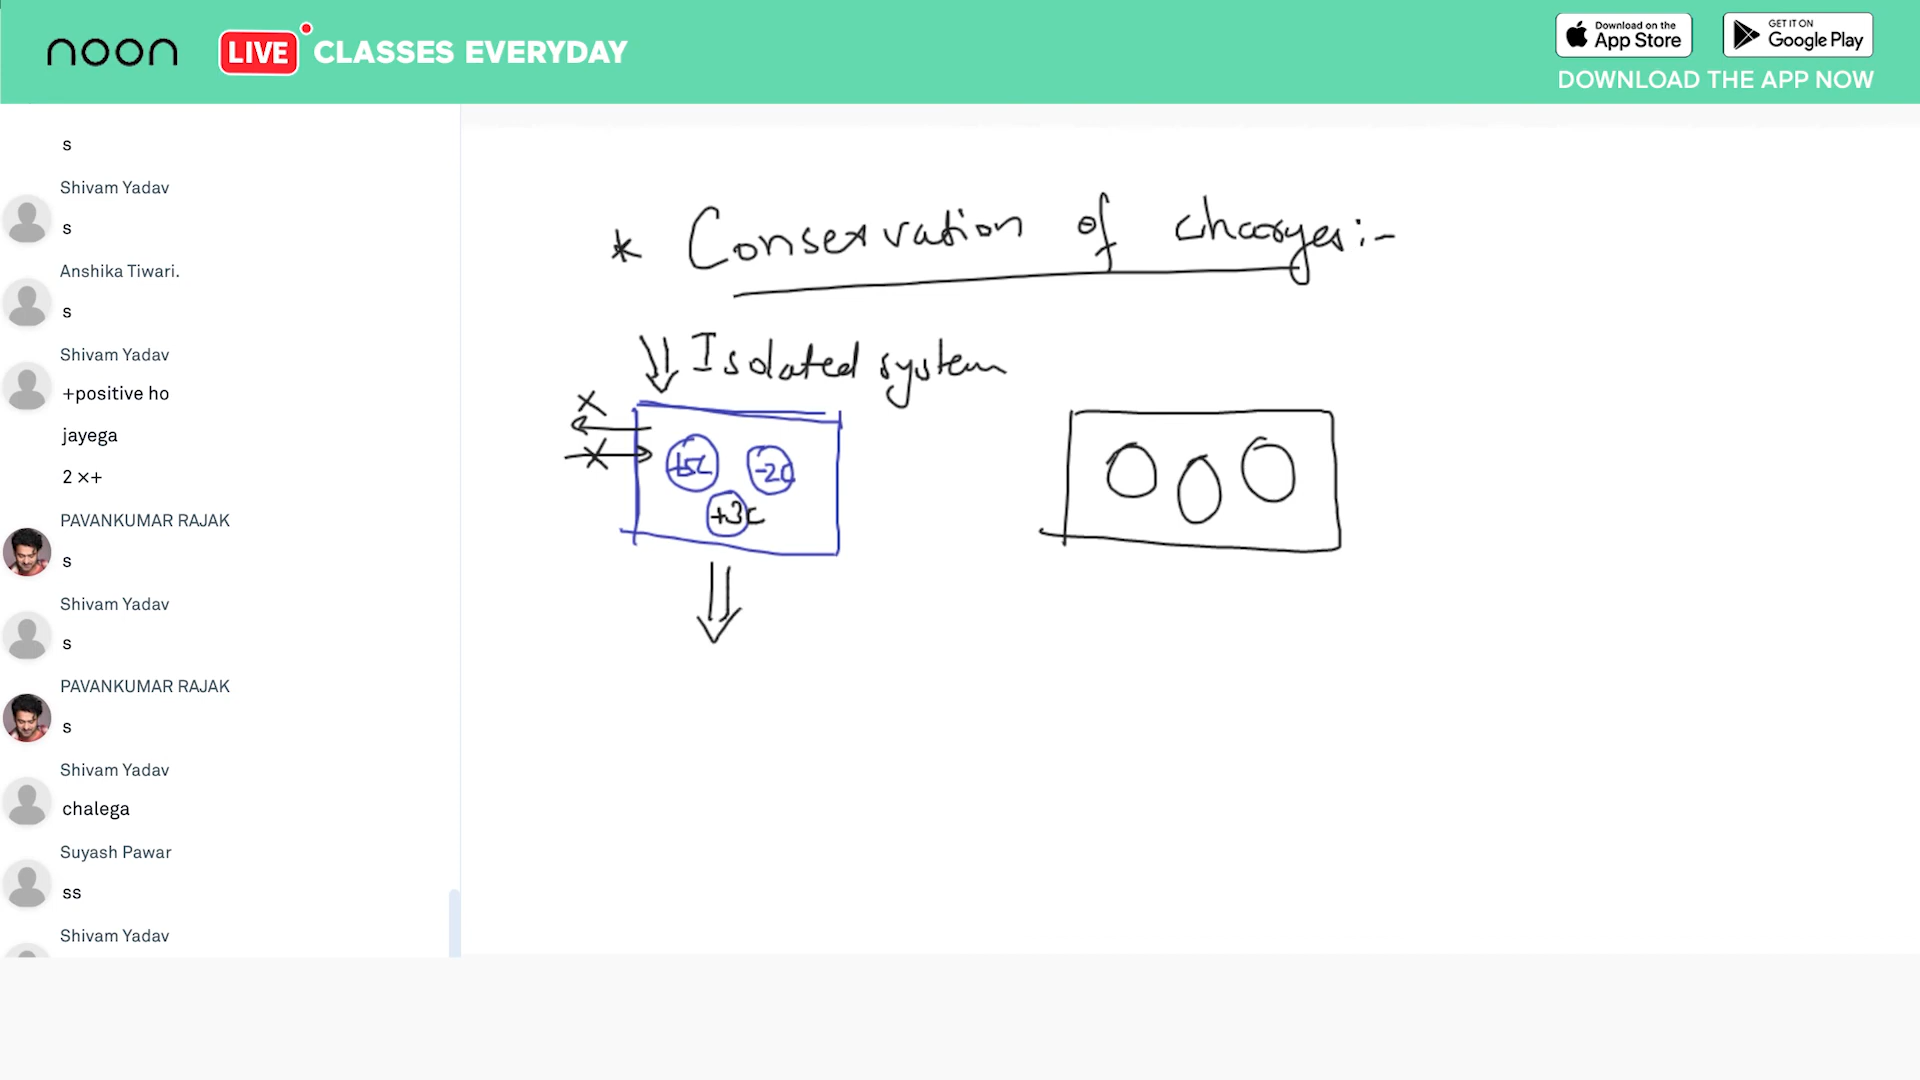 noon LIVE CLASSES EVERYDAY
Download on the App Store
GET IT ON Google Play
DOWNLOAD THE APP NOW
s
Shivam Yadav
s
Anshika Tiwari.
s
Shivam Yadav
+positive ho
jayega
2 ×+
PAVANKUMAR RAJAK
s
Shivam Yadav
s
PAVANKUMAR RAJAK
s
Shivam Yadav
chalega
Suyash Pawar
ss
Shivam Yadav
* Conservation of charges:-
Isolated system
x
x
+5C -2C
+3C